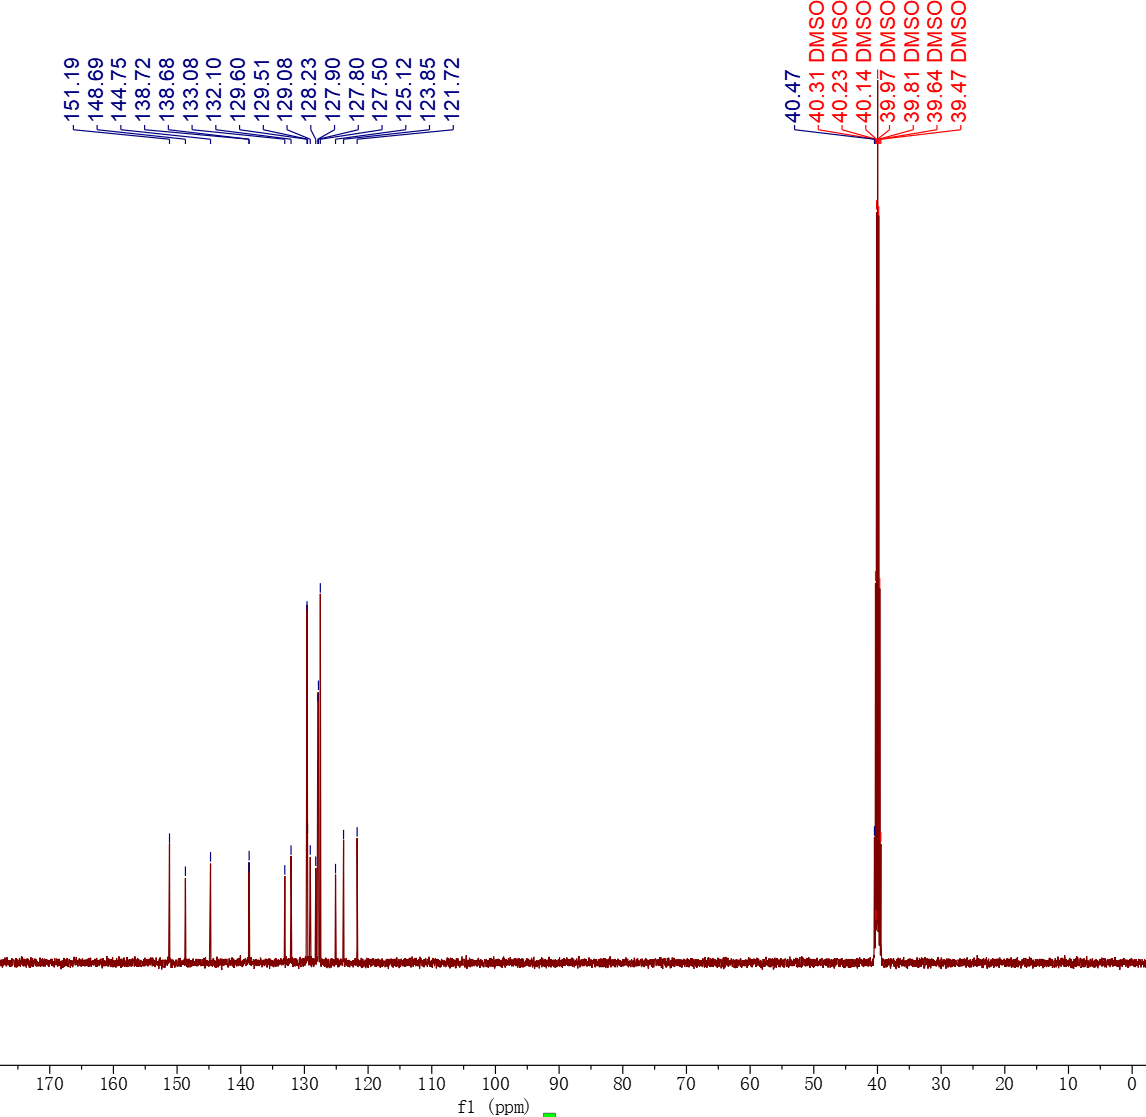 151.19
148.69
144.75
138.72
138.68
133.08
132.10
129.60
129.51
129.08
128.23
127.90
127.80
127.50
125.12
123.85
121.72
40.47
40.31 DMSO
40.23 DMSO
40.14 DMSO
39.97 DMSO
39.81 DMSO
39.64 DMSO
39.47 DMSO
170 160 150 140 130 120 110 100 90 80 70 60 50 40 30 20 10 0
f1 (ppm)